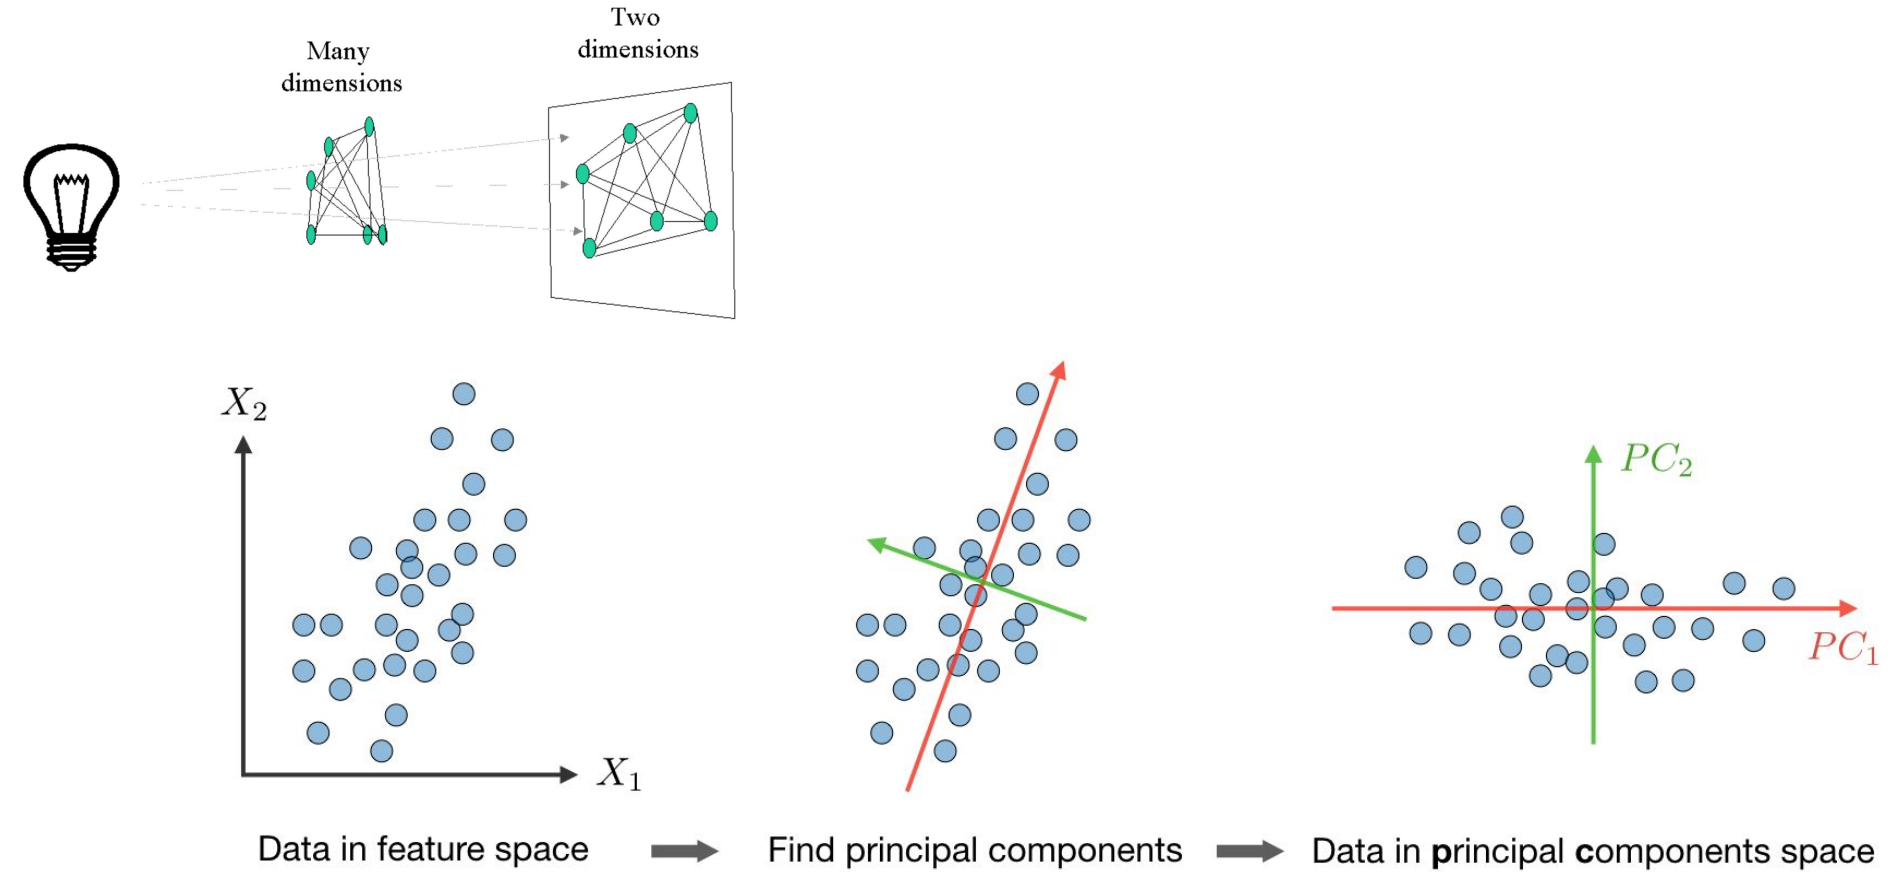 Many
dimensions
Two
dimensions
X₂
X₁
PC₂
PC₁
Data in feature space
Find principal components
Data in principal components space